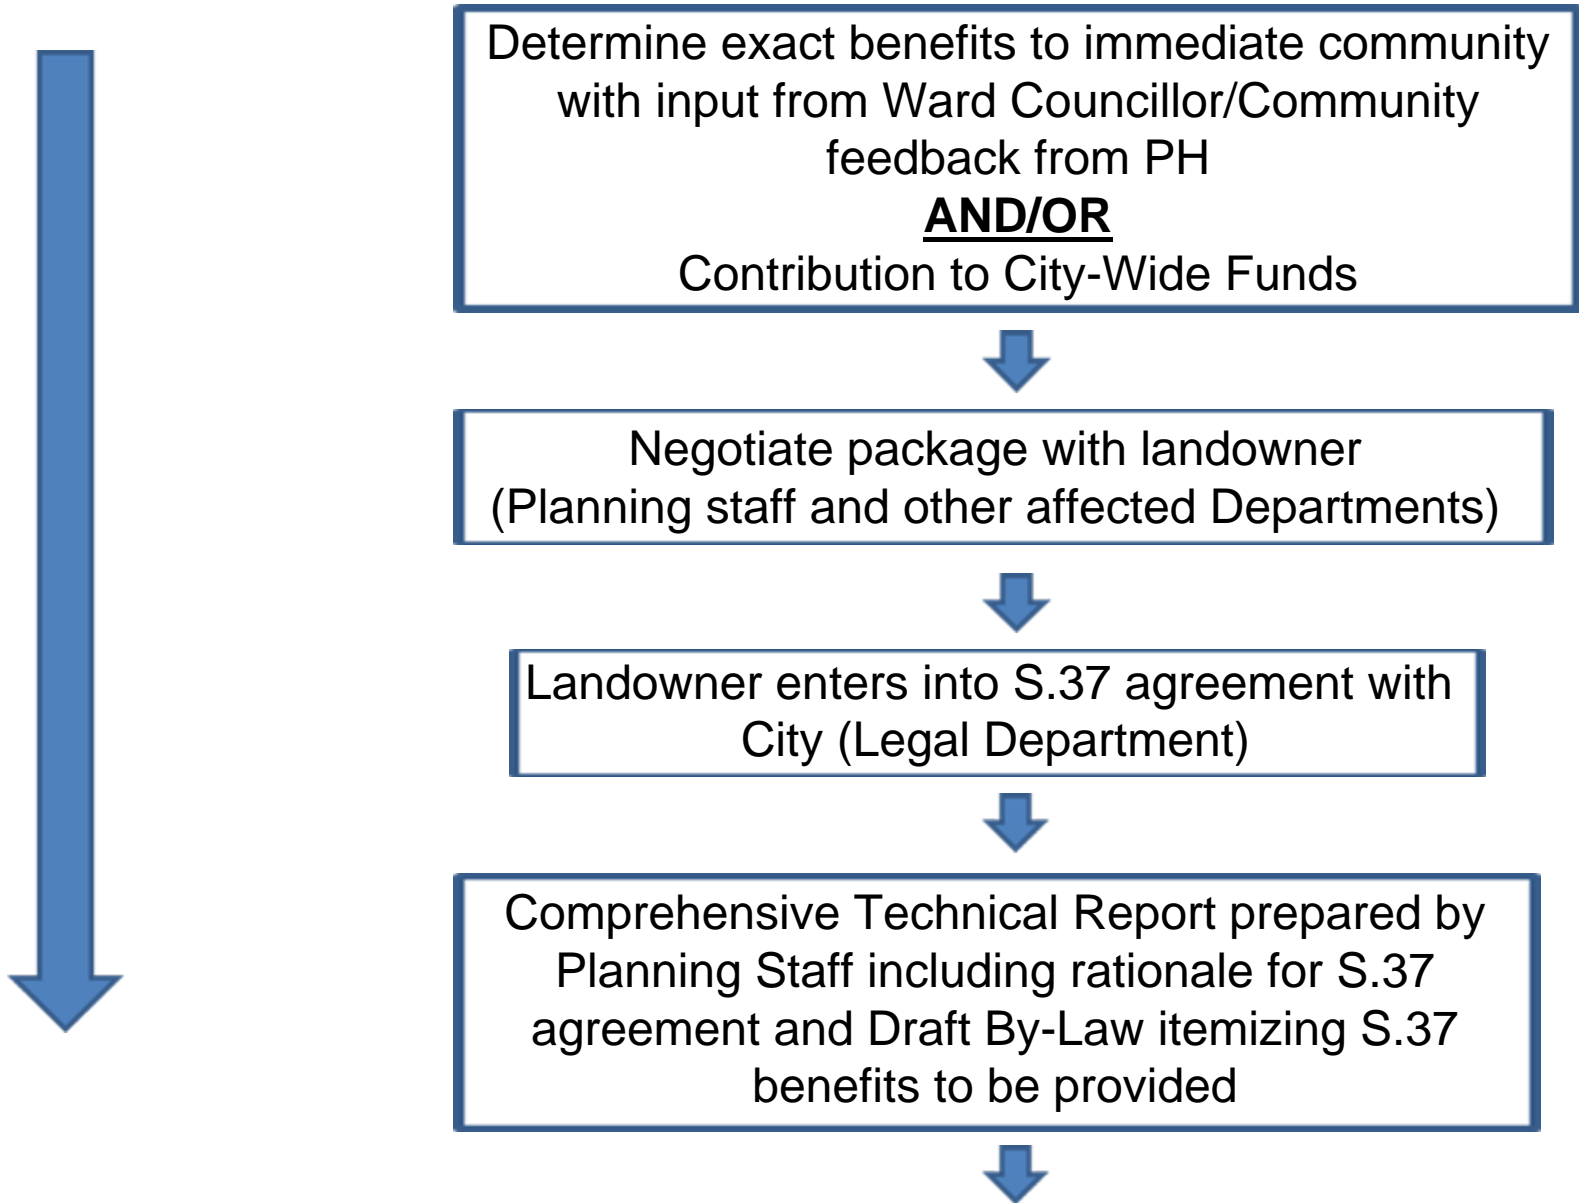 Determine exact benefits to immediate community
with input from Ward Councillor/Community
feedback from PH
AND/OR
Contribution to City-Wide Funds
Negotiate package with landowner
(Planning staff and other affected Departments)
Landowner enters into S.37 agreement with
City (Legal Department)
Comprehensive Technical Report prepared by
Planning Staff including rationale for S.37
agreement and Draft By-Law itemizing S.37
benefits to be provided